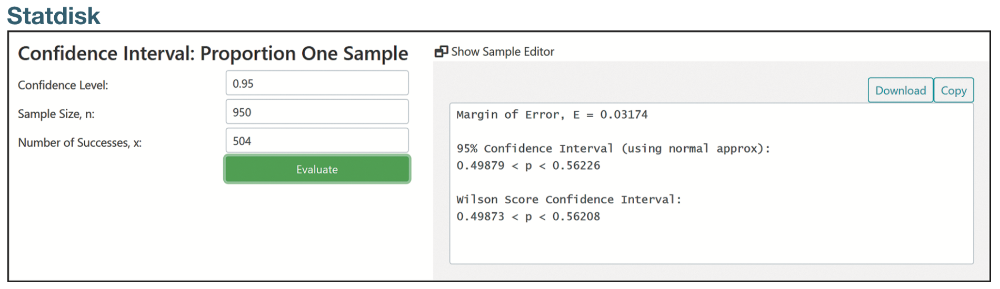 Statdisk
Confidence Interval: Proportion One Sample
Confidence Level:
0.95
Sample Size, n:
950
Number of Successes, x:
504
Evaluate
Show Sample Editor
Download
Copy
Margin of Error, E = 0.03174
95% Confidence Interval (using normal approx):
0.49879 < p < 0.56226
Wilson Score Confidence Interval:
0.49873 < p < 0.56208